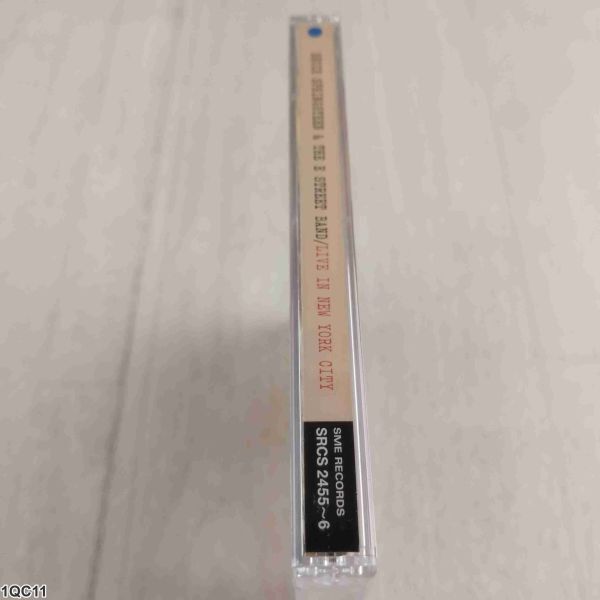 BRUCE SPRINGSTEEN & THE E STREET BAND/LIVE IN NEW YORK CITY
SME RECORDS
SRCS 2455~6
1QC11